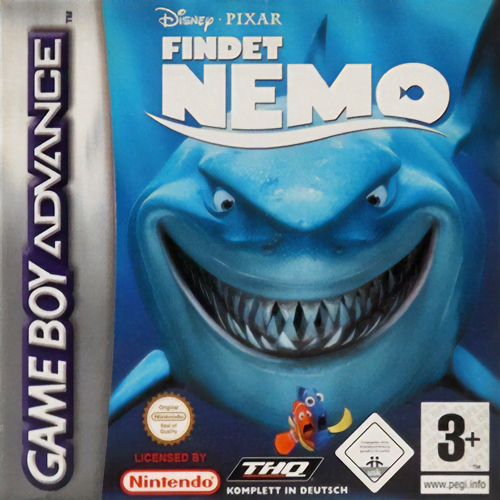 GAME BOY ADVANCE
Disney · PIXAR
FINDET
NEMO
Original
Nintendo
Seal of
Quality
LICENSED BY
Nintendo
THQ
KOMPLETT IN DEUTSCH
3+
™
www.pegi.info